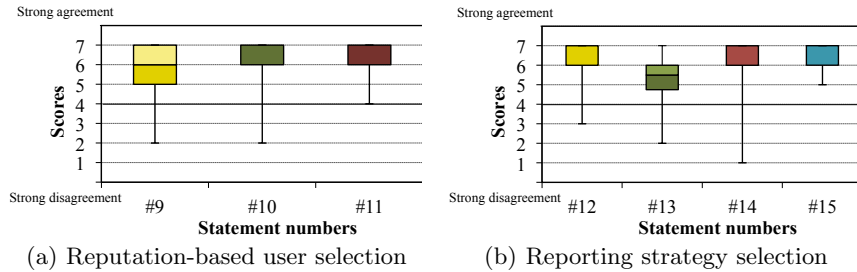 Strong agreement
7
6
5
4
3
2
1
Scores
Strong disagreement
#9 #10 #11
Statement numbers
(a) Reputation-based user selection
Strong agreement
7
6
5
4
3
2
1
Scores
Strong disagreement
#12 #13 #14 #15
Statement numbers
(b) Reporting strategy selection